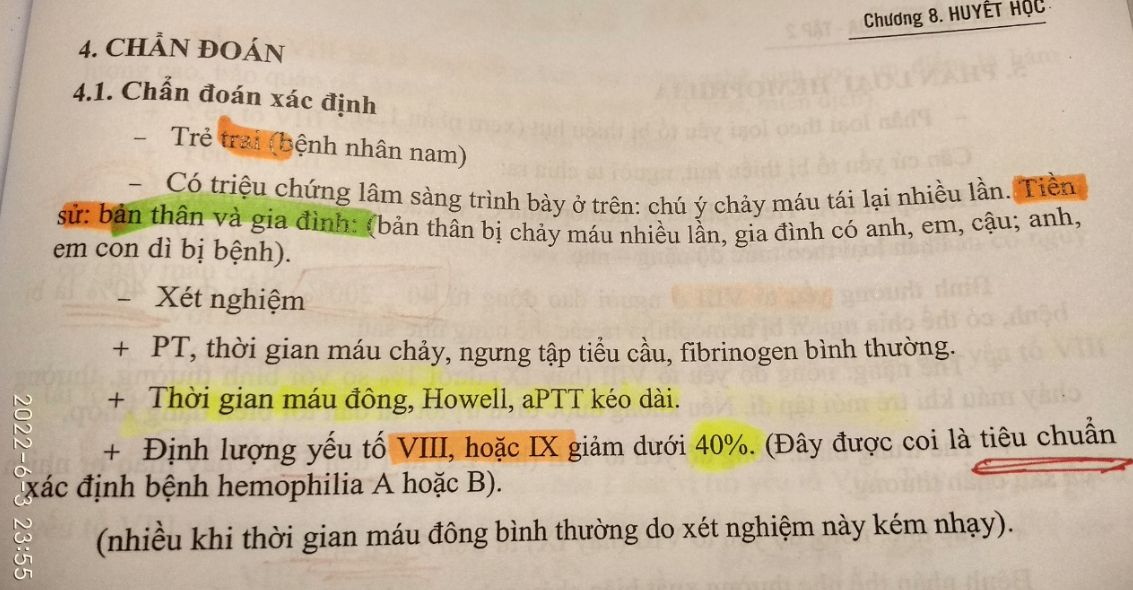 Chương 8. HUYẾT HỌC
4. CHẨN ĐOÁN
4.1. Chẩn đoán xác định
– Trẻ trai (bệnh nhân nam)
– Có triệu chứng lâm sàng trình bày ở trên: chú ý chảy máu tái lại nhiều lần. Tiền
sử: bản thân và gia đình: (bản thân bị chảy máu nhiều lần, gia đình có anh, em, cậu; anh,
em con dì bị bệnh).
– Xét nghiệm
+ PT, thời gian máu chảy, ngưng tập tiểu cầu, fibrinogen bình thường.
+ Thời gian máu đông, Howell, aPTT kéo dài.
+ Định lượng yếu tố VIII, hoặc IX giảm dưới 40%. (Đây được coi là tiêu chuẩn
xác định bệnh hemophilia A hoặc B).
(nhiều khi thời gian máu đông bình thường do xét nghiệm này kém nhạy).
2022-6-3 23:55